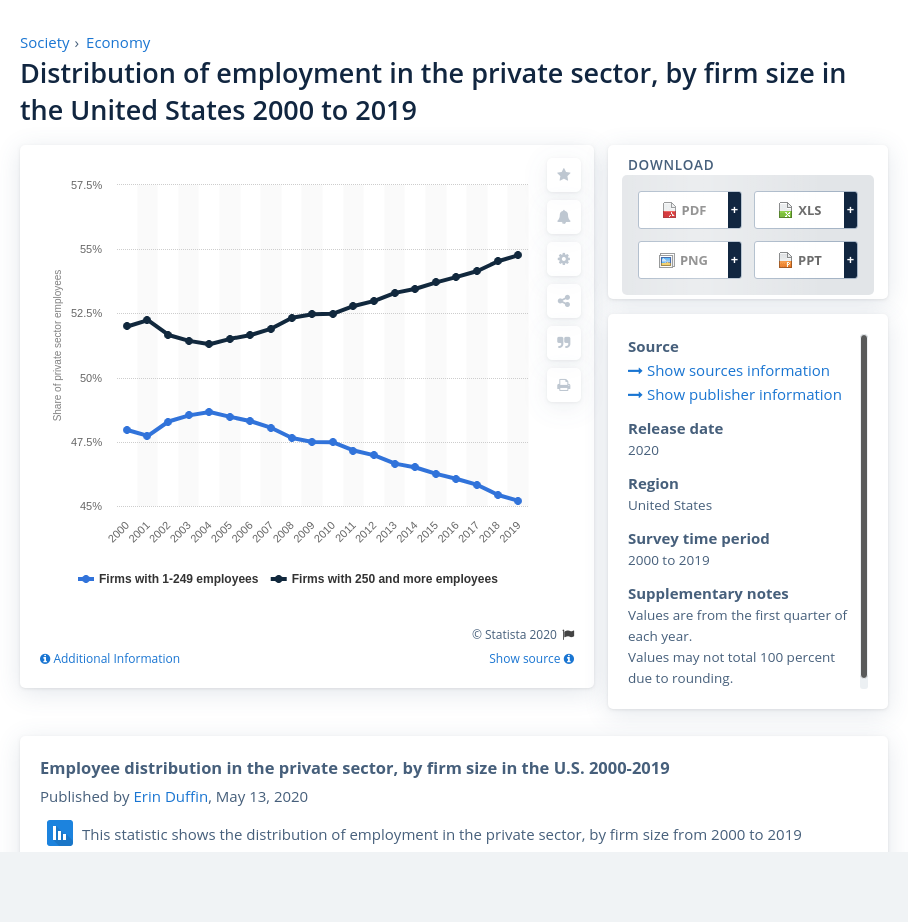 Society › Economy
Distribution of employment in the private sector, by firm size in
the United States 2000 to 2019
57.5%
55%
52.5%
50%
47.5%
45%
Share of private sector employees
2000 2001 2002 2003 2004 2005 2006 2007 2008 2009 2010 2011 2012 2013 2014 2015 2016 2017 2018 2019
Firms with 1-249 employees Firms with 250 and more employees
© Statista 2020
Additional Information Show source
DOWNLOAD
PDF + XLS +
PNG + PPT +
Source
Show sources information
Show publisher information
Release date
2020
Region
United States
Survey time period
2000 to 2019
Supplementary notes
Values are from the first quarter of
each year.
Values may not total 100 percent
due to rounding.
Employee distribution in the private sector, by firm size in the U.S. 2000-2019
Published by Erin Duffin, May 13, 2020
This statistic shows the distribution of employment in the private sector, by firm size from 2000 to 2019